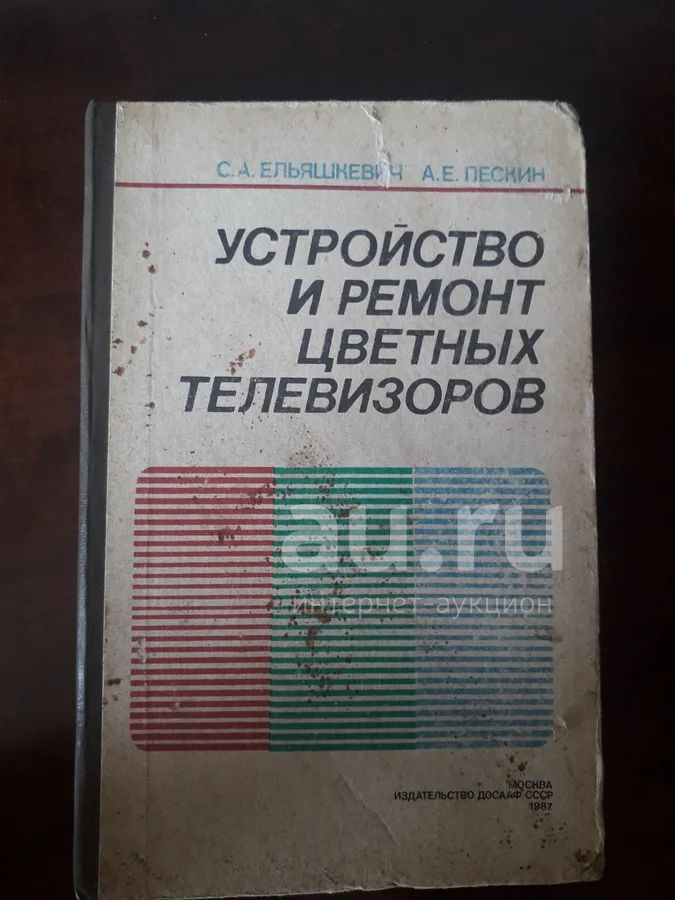 С.А. ЕЛЬЯШКЕВИЧ А.Е. ПЕСКИН
УСТРОЙСТВО
И РЕМОНТ
ЦВЕТНЫХ
ТЕЛЕВИЗОРОВ
au.ru
интернет-аукцион
МОСКВА
ИЗДАТЕЛЬСТВО ДОСААФ СССР
1987